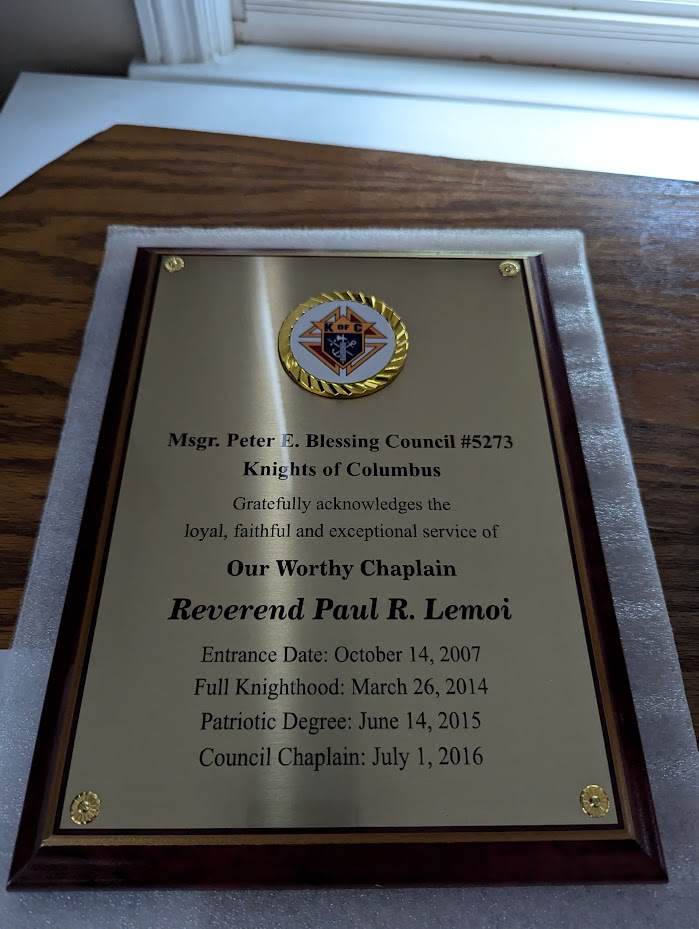 K OF C
Msgr. Peter E. Blessing Council #5273
Knights of Columbus
Gratefully acknowledges the
loyal, faithful and exceptional service of
Our Worthy Chaplain
Reverend Paul R. Lemoi
Entrance Date: October 14, 2007
Full Knighthood: March 26, 2014
Patriotic Degree: June 14, 2015
Council Chaplain: July 1, 2016